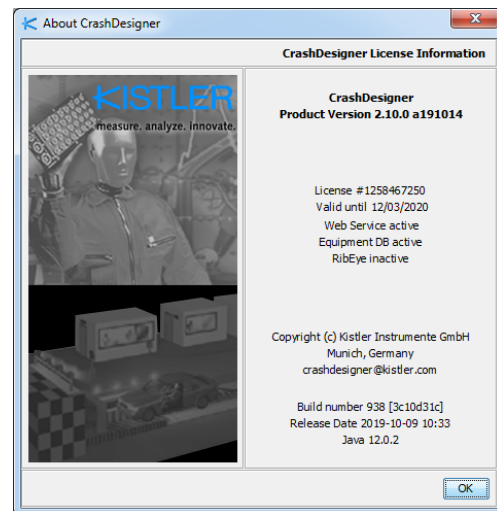 About CrashDesigner
CrashDesigner License Information
KISTLER
measure. analyze. innovate.
CrashDesigner
Product Version 2.10.0 a191014
License #1258467250
Valid until 12/03/2020
Web Service active
Equipment DB active
RibEye inactive
Copyright (c) Kistler Instrumente GmbH
Munich, Germany
crashdesigner@kistler.com
Build number 938 [3c10d31c]
Release Date 2019-10-09 10:33
Java 12.0.2
OK